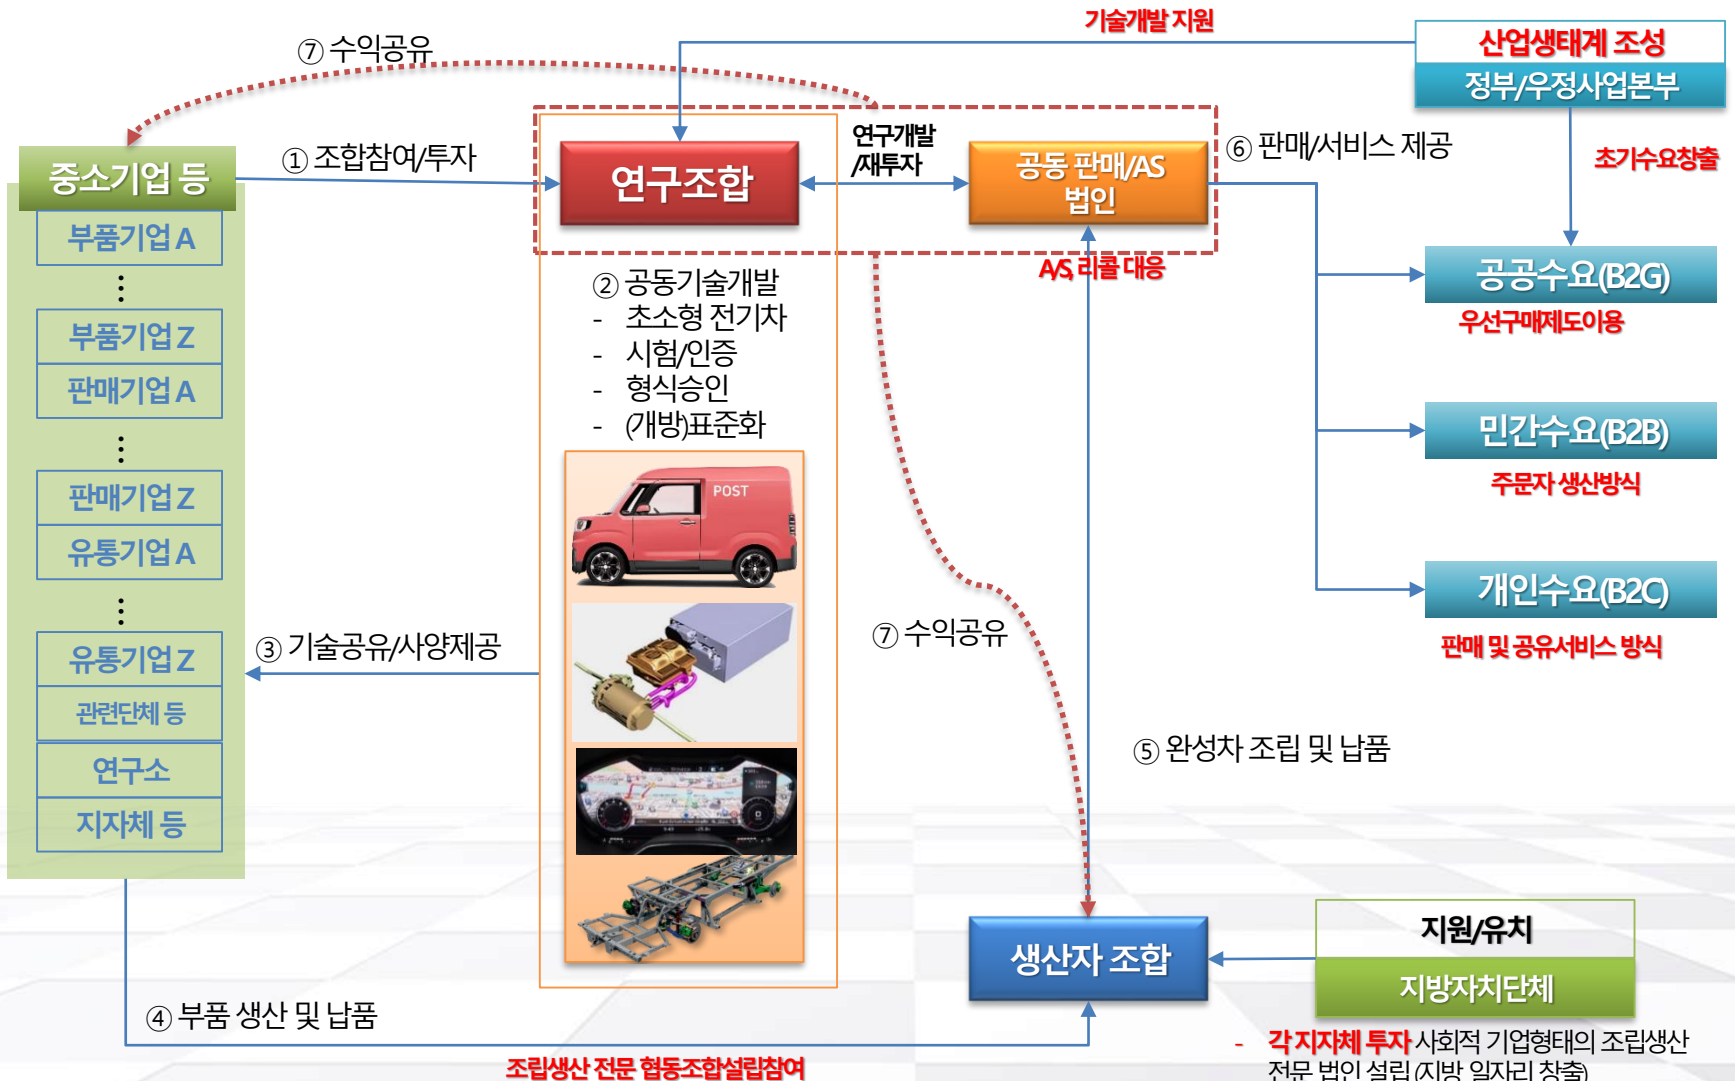 기술개발 지원
산업생태계 조성
정부/우정사업본부
⑦ 수익공유
초기수요창출
중소기업 등
① 조합참여/투자
연구조합
연구개발
/재투자
공동 판매/AS
법인
⑥ 판매/서비스 제공
A/S, 리콜 대응
부품기업 A
⋮
부품기업 Z
판매기업 A
⋮
판매기업 Z
유통기업 A
⋮
유통기업 Z
관련단체 등
연구소
지자체 등
② 공동기술개발
- 초소형 전기차
- 시험/인증
- 형식승인
- (개방)표준화
POST
공공수요(B2G)
우선구매제도이용
민간수요(B2B)
주문자 생산방식
개인수요(B2C)
판매 및 공유서비스 방식
③ 기술공유/사양제공
⑦ 수익공유
⑤ 완성차 조립 및 납품
생산자 조합
지원/유치
지방자치단체
④ 부품 생산 및 납품
조립생산 전문 협동조합설립참여
- 각 지자체 투자 사회적 기업형태의 조립생산
전문 법인 설립 (지방 일자리 창출)